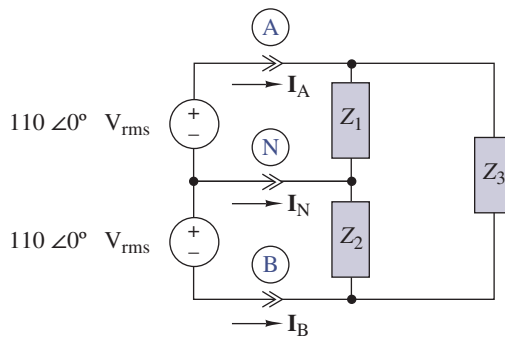 A
I_A
110 ∠0° V_rms
+
−
Z_1
N
Z_3
I_N
110 ∠0° V_rms
+
−
Z_2
B
I_B